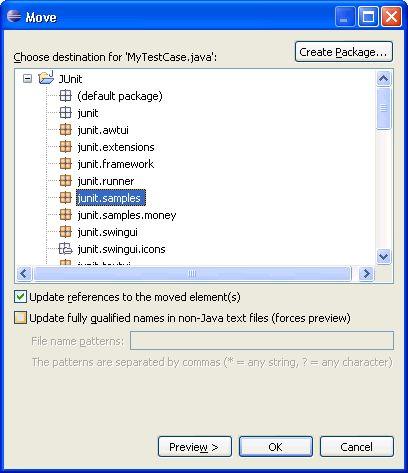 Move
Create Package...
Choose destination for 'MyTestCase.java':
JUnit
(default package)
junit
junit.awtui
junit.extensions
junit.framework
junit.runner
junit.samples
junit.samples.money
junit.swingui
junit.swingui.icons
Update references to the moved element(s)
Update fully qualified names in non-Java text files (forces preview)
File name patterns:
The patterns are separated by commas (* = any string, ? = any character)
Preview >
OK
Cancel